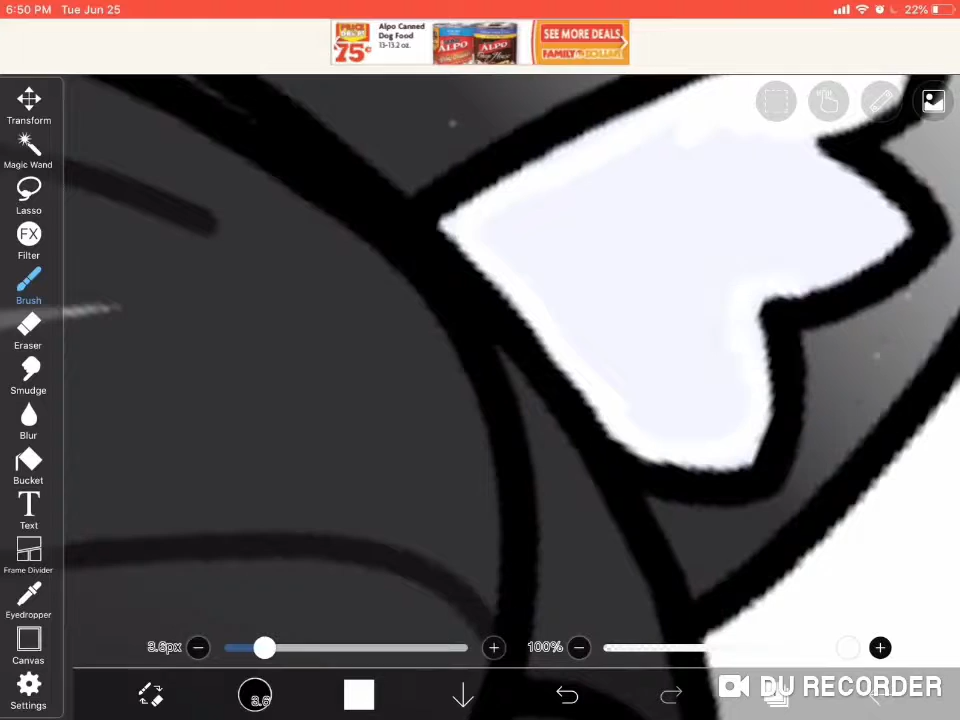 6:50 PM Tue Jun 25
22%
Alpo Canned
Dog Food
13-13.2 oz.
75¢
ALPO
ALPO
SEE MORE DEALS
FAMILY DOLLAR
Transform
Magic Wand
Lasso
FX
Filter
Brush
Eraser
Smudge
Blur
Bucket
T
Text
Frame Divider
Eyedropper
Canvas
Settings
3.6px
100%
3.6
DU RECORDER